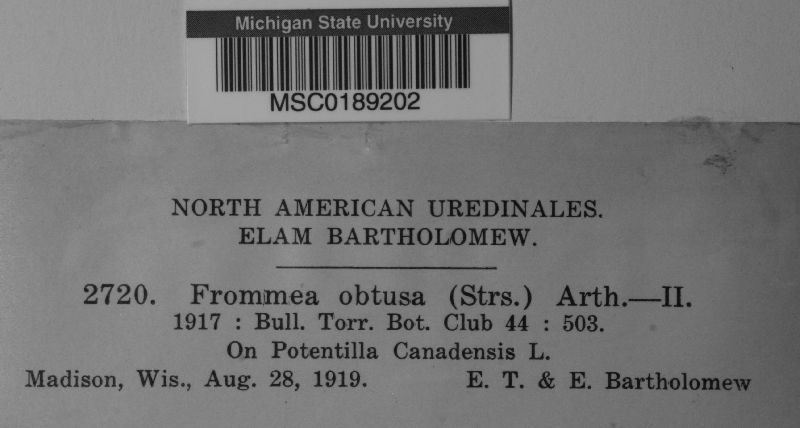 Michigan State University
MSC0189202
NORTH AMERICAN UREDINALES.
ELAM BARTHOLOMEW.
2720. Frommea obtusa (Strs.) Arth.—II.
1917 : Bull. Torr. Bot. Club 44 : 503.
On Potentilla Canadensis L.
Madison, Wis., Aug. 28, 1919. E. T. & E. Bartholomew